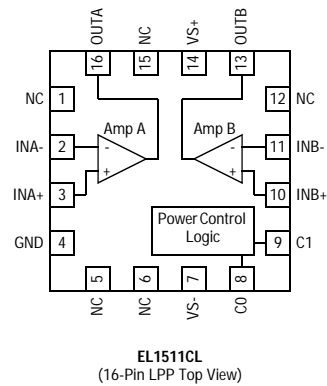 OUTA
NC
VS+
OUTB
16
15
14
13
NC 1
12 NC
Amp A
Amp B
INA- 2
-
-
11 INB-
INA+ 3
+
+
10 INB+
Power Control
Logic
GND 4
9 C1
5
6
7
8
NC
NC
VS-
C0
EL1511CL
(16-Pin LPP Top View)